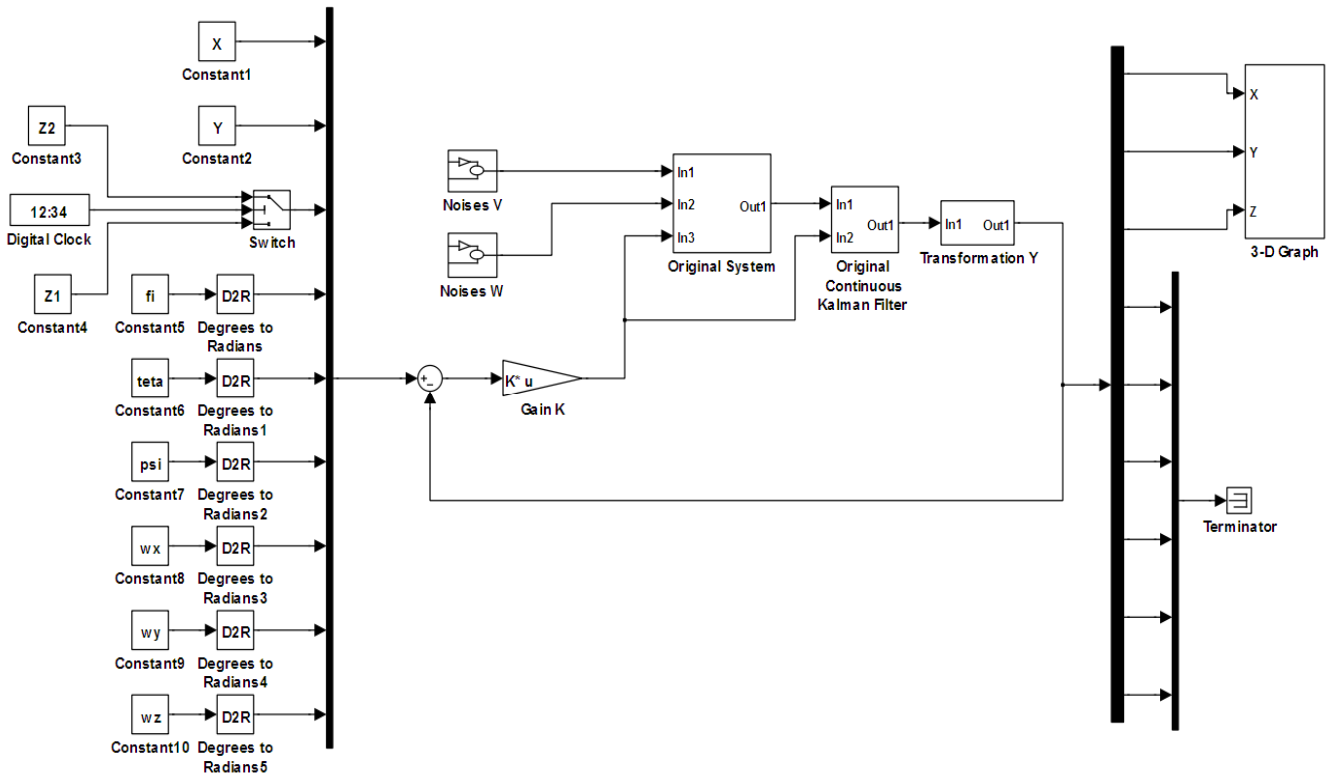 X
Constant1
Z2
Constant3
Y
Constant2
12:34
Digital Clock
Switch
Z1
Constant4
fi
Constant5
D2R
Degrees to
Radians
teta
Constant6
D2R
Degrees to
Radians1
psi
Constant7
D2R
Degrees to
Radians2
wx
Constant8
D2R
Degrees to
Radians3
wy
Constant9
D2R
Degrees to
Radians4
wz
Constant10
D2R
Degrees to
Radians5
+
−
K* u
Gain K
Noises V
Noises W
In1
In2
In3
Out1
Original System
In1
In2
Out1
Original
Continuous
Kalman Filter
In1
Out1
Transformation Y
X
Y
Z
3-D Graph
Terminator